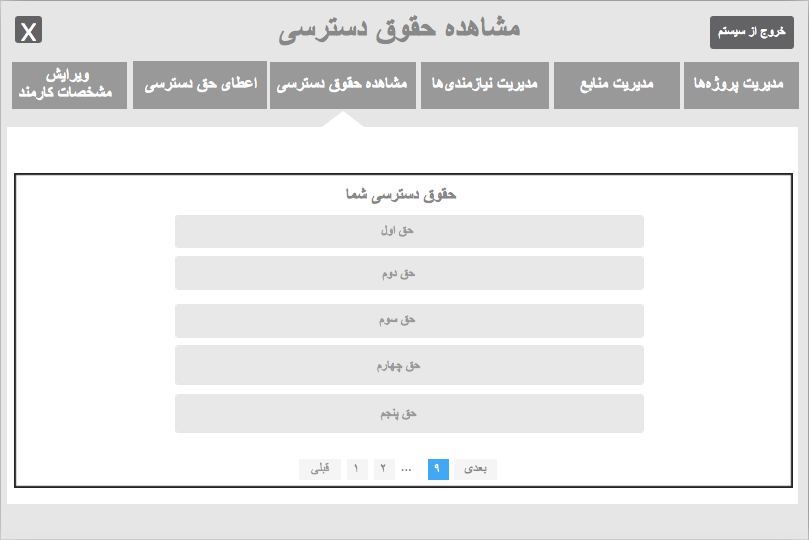 خروج از سیستم
مشاهده حقوق دسترسی
X
مدیریت پروژه‌ها
مدیریت منابع
مدیریت نیازمندی‌ها
مشاهده حقوق دسترسی
اعطای حق دسترسی
ویرایش
مشخصات کارمند
حقوق دسترسی شما
حق اول
حق دوم
حق سوم
حق چهارم
حق پنجم
بعدی ۹ ... ۲ ۱ قبلی